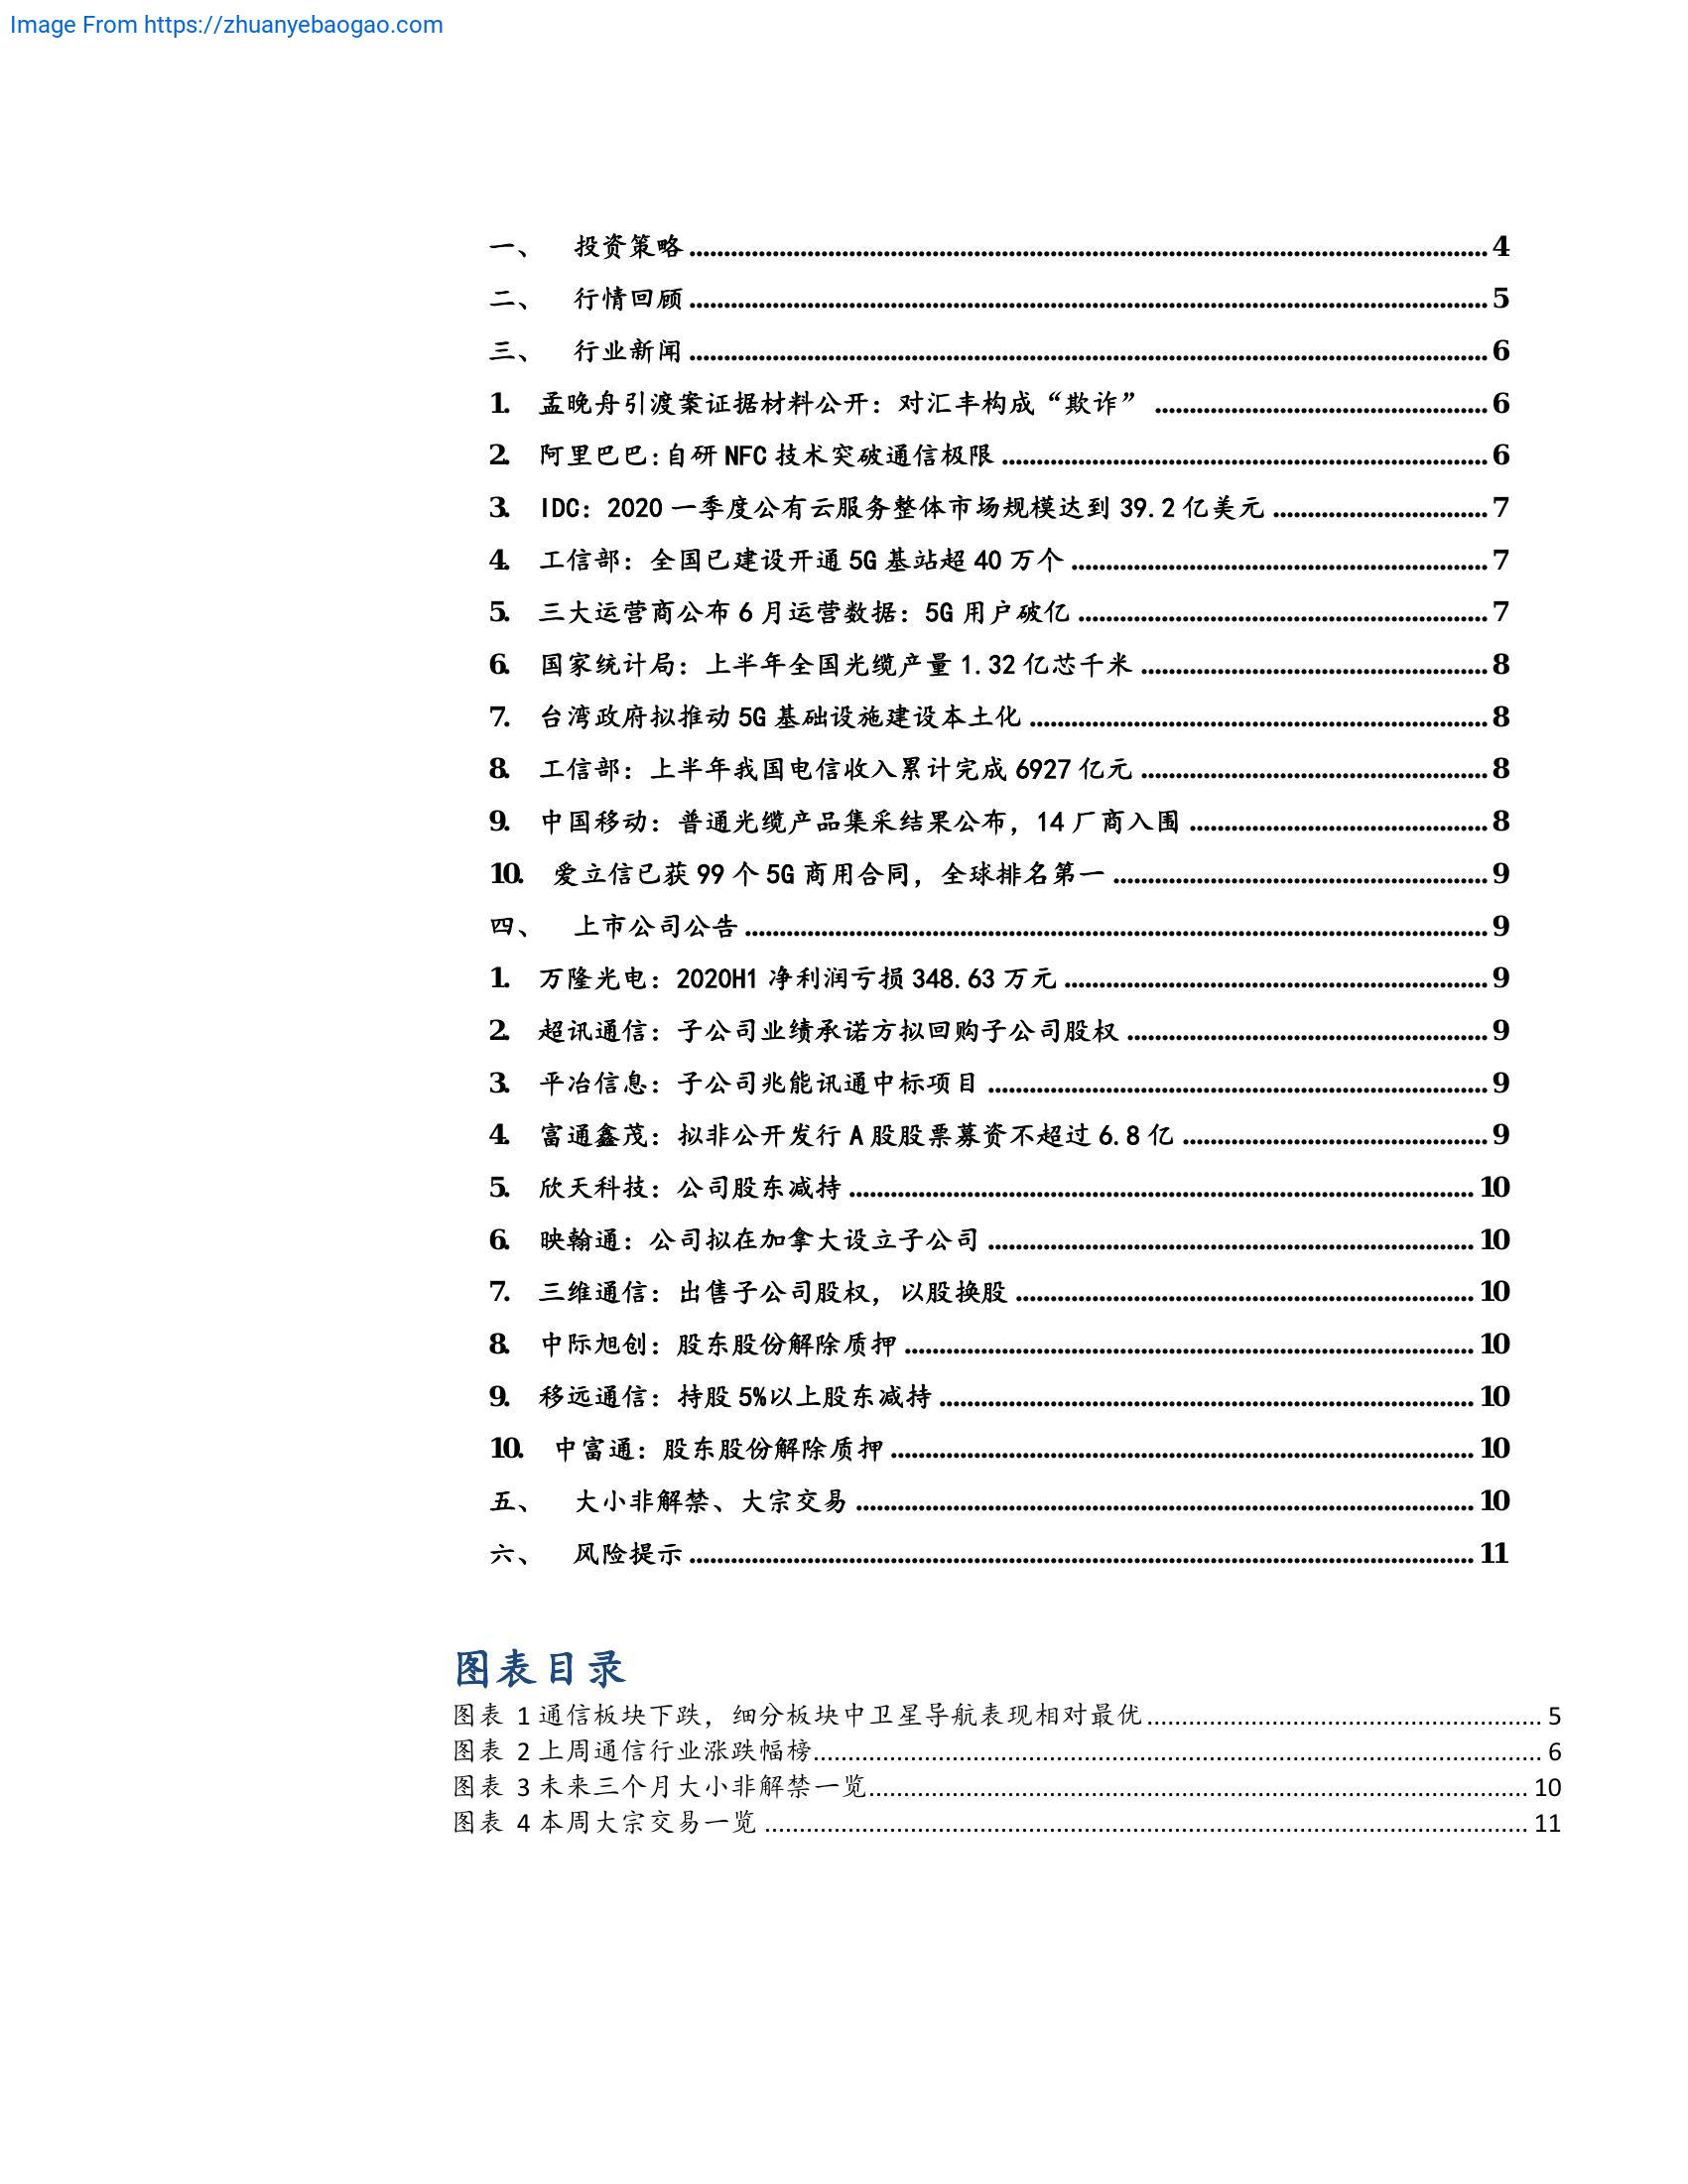 Image From https://zhuanyebaogao.com
一、 投资策略 4
二、 行情回顾 5
三、 行业新闻 6
1. 孟晚舟引渡案证据材料公开：对汇丰构成“欺诈” 6
2. 阿里巴巴:自研 NFC 技术突破通信极限 6
3. IDC：2020 一季度公有云服务整体市场规模达到 39.2 亿美元 7
4. 工信部：全国已建设开通 5G 基站超 40 万个 7
5. 三大运营商公布 6 月运营数据：5G 用户破亿 7
6. 国家统计局：上半年全国光缆产量 1.32 亿芯千米 8
7. 台湾政府拟推动 5G 基础设施建设本土化 8
8. 工信部：上半年我国电信收入累计完成 6927 亿元 8
9. 中国移动：普通光缆产品集采结果公布，14 厂商入围 8
10. 爱立信已获 99 个 5G 商用合同，全球排名第一 9
四、 上市公司公告 9
1. 万隆光电：2020H1 净利润亏损 348.63 万元 9
2. 超讯通信：子公司业绩承诺方拟回购子公司股权 9
3. 平冶信息：子公司兆能讯通中标项目 9
4. 富通鑫茂：拟非公开发行 A 股股票募资不超过 6.8 亿 9
5. 欣天科技：公司股东减持 10
6. 映翰通：公司拟在加拿大设立子公司 10
7. 三维通信：出售子公司股权，以股换股 10
8. 中际旭创：股东股份解除质押 10
9. 移远通信：持股 5%以上股东减持 10
10. 中富通：股东股份解除质押 10
五、 大小非解禁、大宗交易 10
六、 风险提示 11
图表目录
图表 1 通信板块下跌，细分板块中卫星导航表现相对最优 5
图表 2 上周通信行业涨跌幅榜 6
图表 3 未来三个月大小非解禁一览 10
图表 4 本周大宗交易一览 11